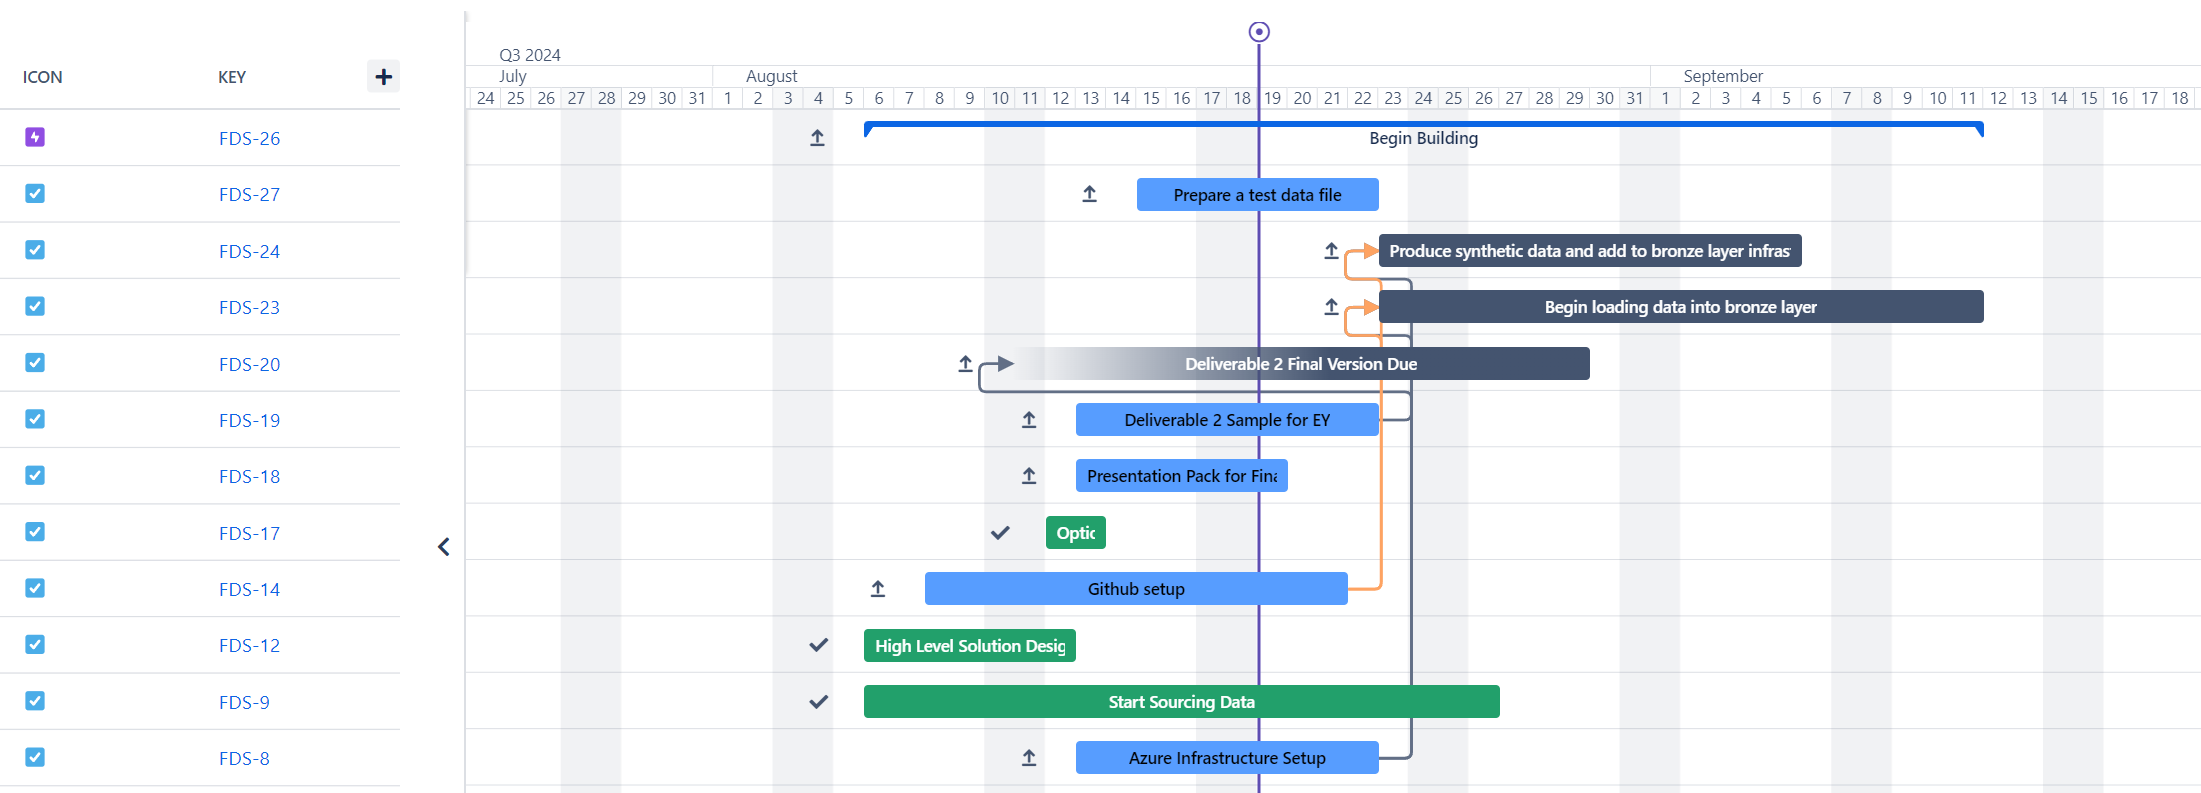 Q3 2024
ICON KEY July August September
24 25 26 27 28 29 30 31 1 2 3 4 5 6 7 8 9 10 11 12 13 14 15 16 17 18 19 20 21 22 23 24 25 26 27 28 29 30 31 1 2 3 4 5 6 7 8 9 10 11 12 13 14 15 16 17 18
FDS-26 Begin Building
FDS-27 Prepare a test data file
FDS-24 Produce synthetic data and add to bronze layer infras
FDS-23 Begin loading data into bronze layer
FDS-20 Deliverable 2 Final Version Due
FDS-19 Deliverable 2 Sample for EY
FDS-18 Presentation Pack for Fina
FDS-17 Optic
FDS-14 Github setup
FDS-12 High Level Solution Desig
FDS-9 Start Sourcing Data
FDS-8 Azure Infrastructure Setup